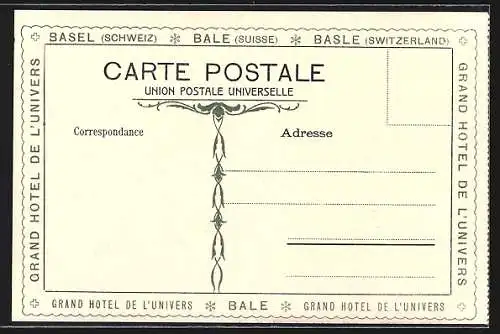 BASEL (SCHWEIZ) ✻ BALE (SUISSE) ✻ BASLE (SWITZERLAND)
CARTE POSTALE
UNION POSTALE UNIVERSELLE
Correspondance
Adresse
GRAND HOTEL DE L'UNIVERS
GRAND HOTEL DE L'UNIVERS
GRAND HOTEL DE L'UNIVERS ✻ BALE ✻ GRAND HOTEL DE L'UNIVERS